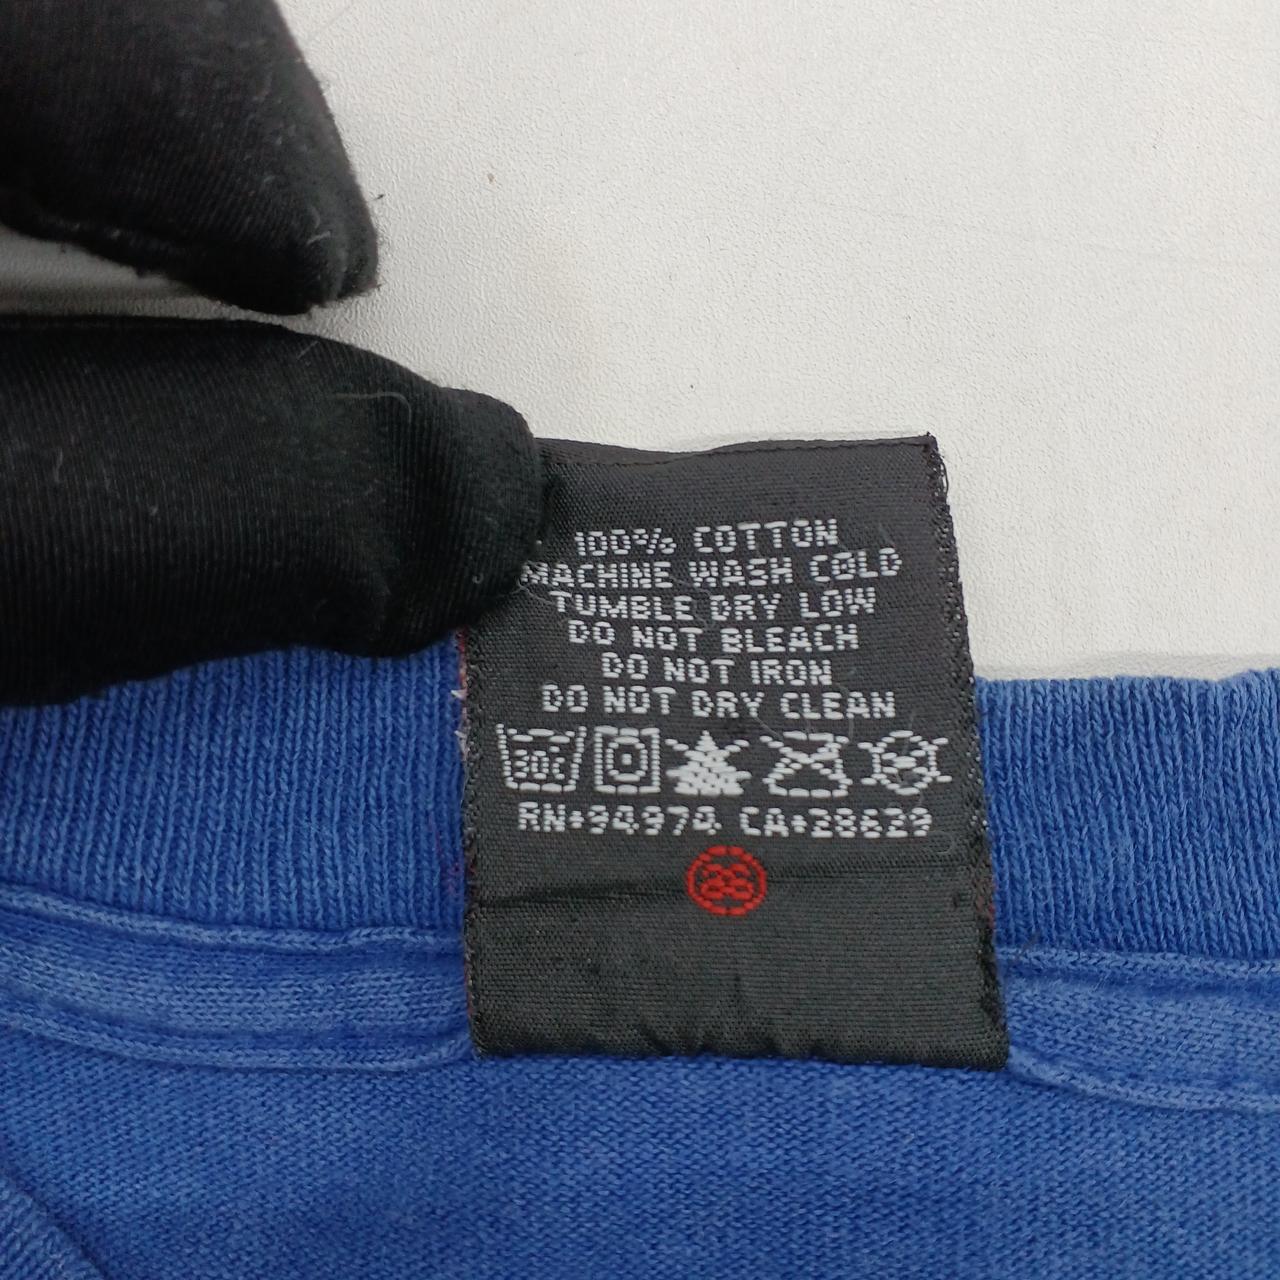 100% COTTON
MACHINE WASH COLD
TUMBLE DRY LOW
DO NOT BLEACH
DO NOT IRON
DO NOT DRY CLEAN
30C
RN#94974 CA#28629